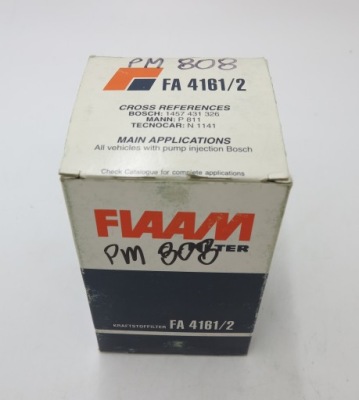 PM 808
FA 4161/2
CROSS REFERENCES
BOSCH: 1457 431 326
MANN: P 811
TECNOCAR: N 1141
MAIN APPLICATIONS
All vehicles with pump injection Bosch
Check Catalogue for complete applications
FIAAM
FILTER
PM 808
KRAFTSTOFFILTER FA 4161/2